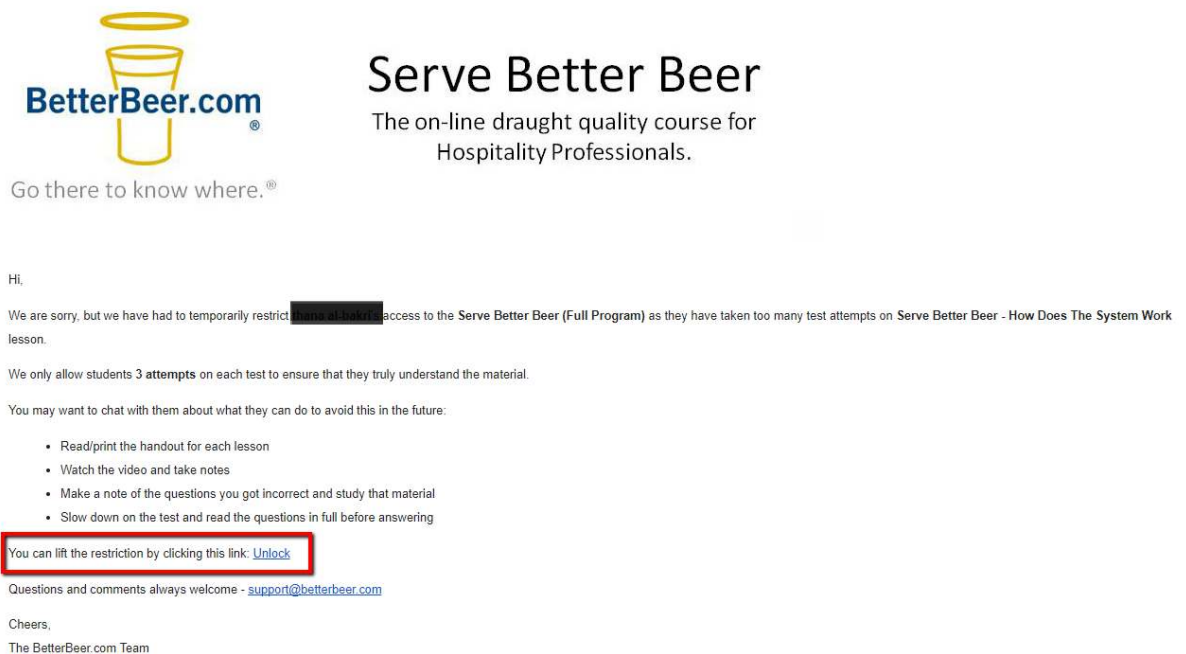 BetterBeer.com
®
Go there to know where.®
Serve Better Beer
The on-line draught quality course for
Hospitality Professionals.
Hi,
We are sorry, but we have had to temporarily restrict access to the Serve Better Beer (Full Program) as they have taken too many test attempts on Serve Better Beer - How Does The System Work
lesson.
We only allow students 3 attempts on each test to ensure that they truly understand the material.
You may want to chat with them about what they can do to avoid this in the future:
• Read/print the handout for each lesson
• Watch the video and take notes
• Make a note of the questions you got incorrect and study that material
• Slow down on the test and read the questions in full before answering
You can lift the restriction by clicking this link: Unlock
Questions and comments always welcome - support@betterbeer.com
Cheers,
The BetterBeer.com Team